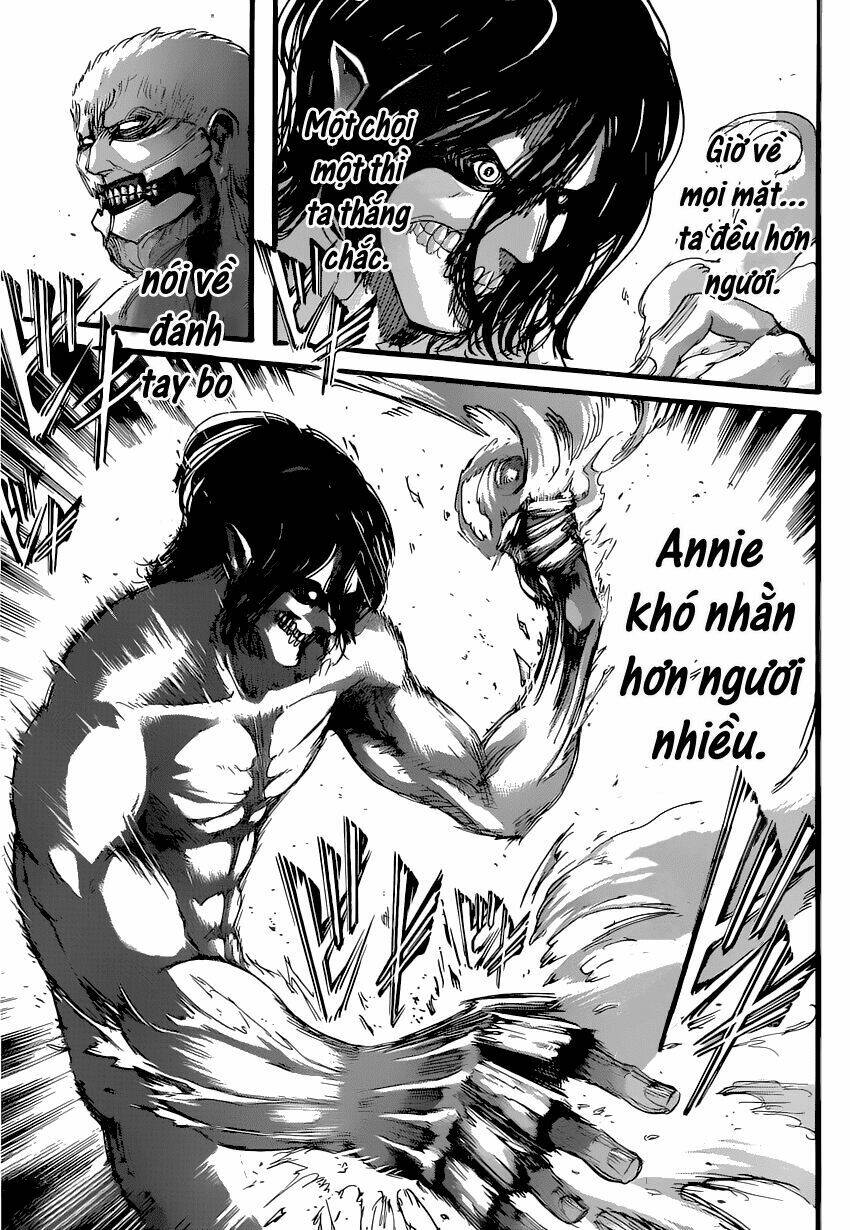 Giờ về
mọi mặt...
ta đều hơn
ngươi.
Một chọi
một thì
ta thắng
chắc.
nói về
đánh
tay bo
Annie
khó nhằn
hơn ngươi
nhiều.